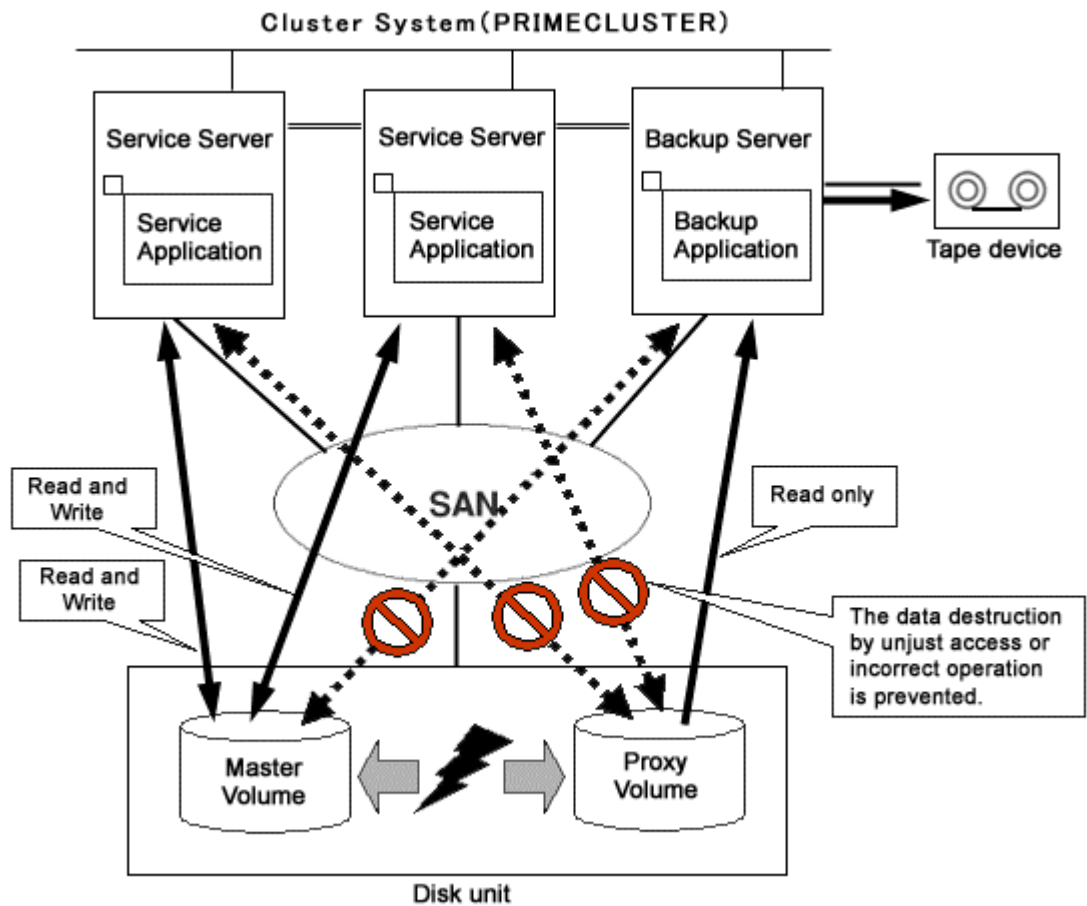 Cluster System(PRIMECLUSTER)
Service Server
Service
Application
Service Server
Service
Application
Backup Server
Backup
Application
Tape device
Read and
Write
SAN
Read only
Read and
Write
The data destruction
by unjust access or
incorrect operation
is prevented.
Master
Volume
Proxy
Volume
Disk unit